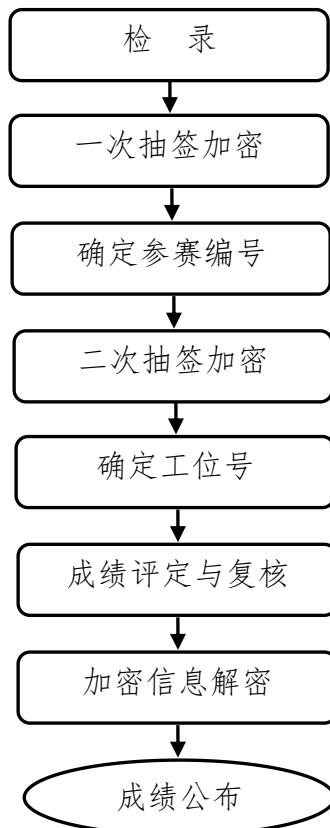 检 录
一次抽签加密
确定参赛编号
二次抽签加密
确定工位号
成绩评定与复核
加密信息解密
成绩公布